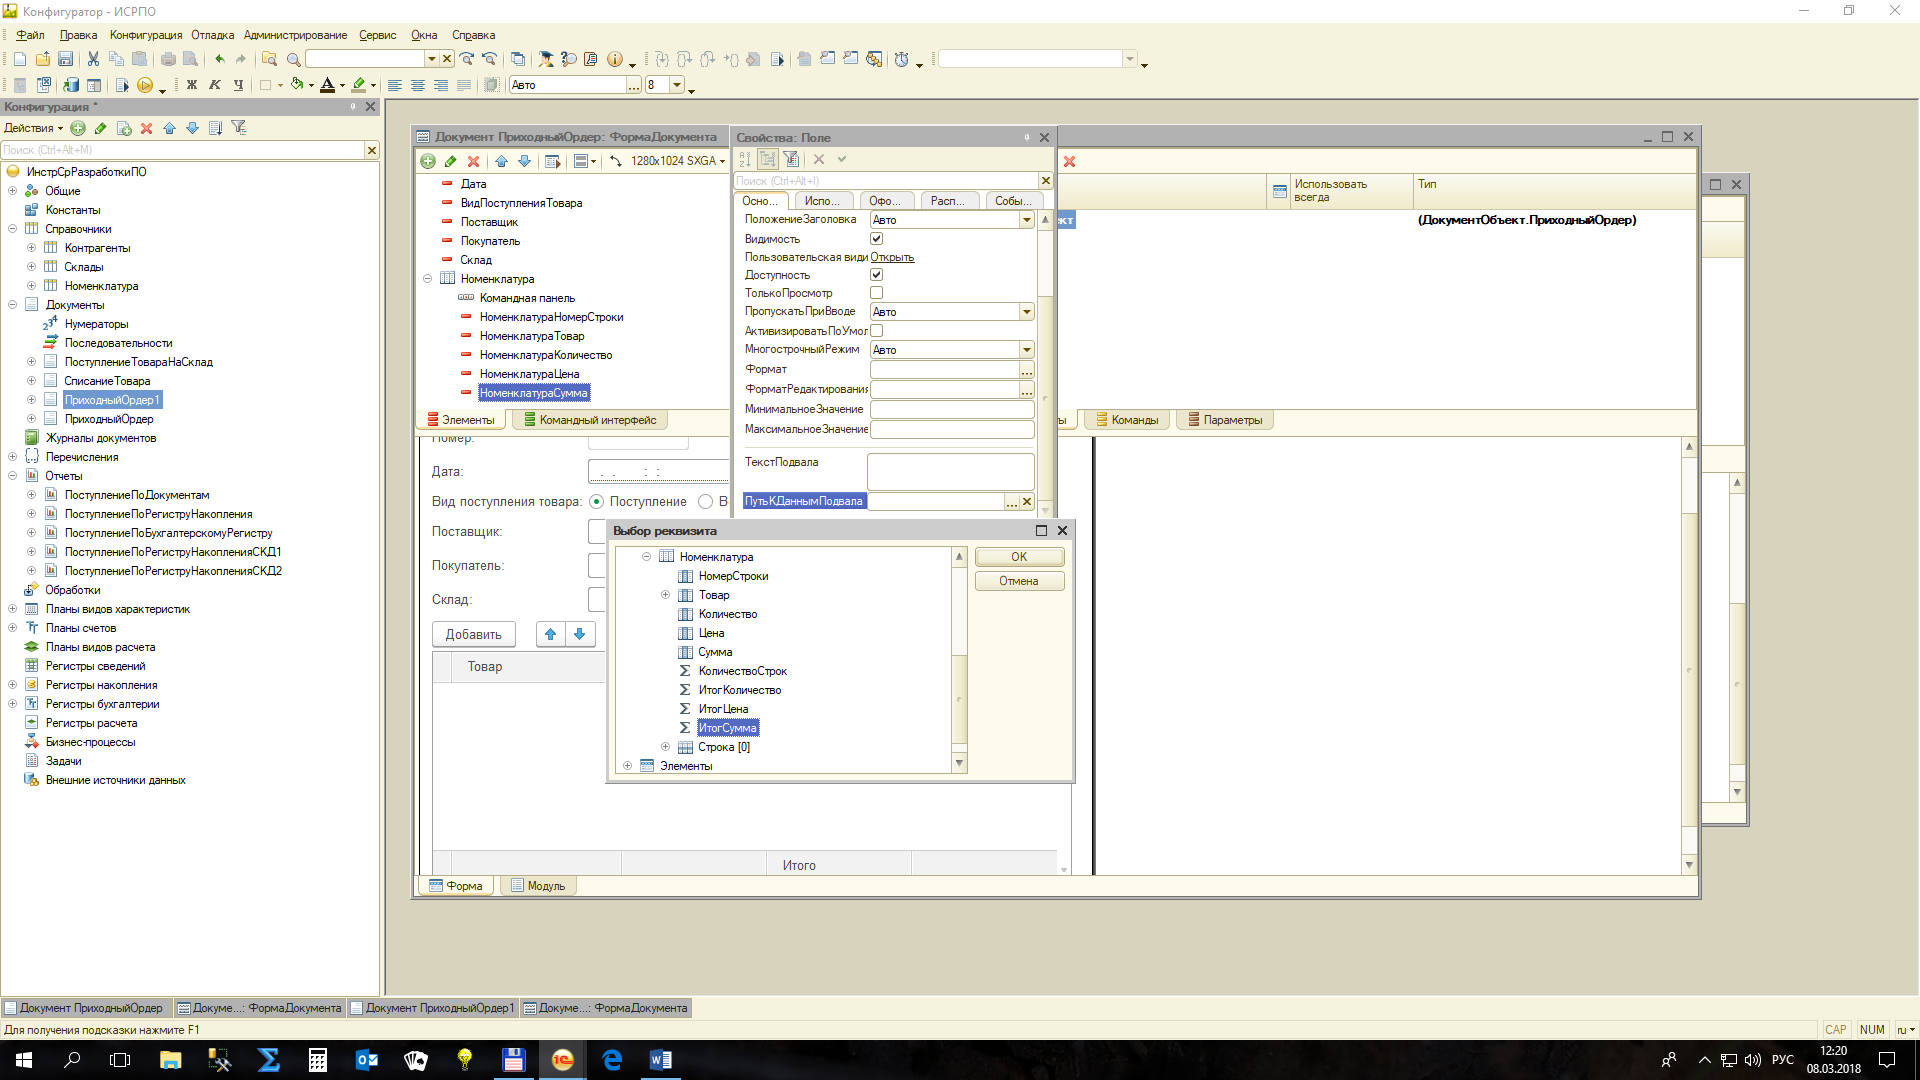 Конфигуратор - ИСРПО
Файл Правка Конфигурация Отладка Администрирование Сервис Окна Справка
Ж К Ч А Авто 8
Конфигурация *
Действия
Поиск (Ctrl+Alt+M)
ИнстрСрРазработкиПО
Общие
Константы
Справочники
Контрагенты
Склады
Номенклатура
Документы
Нумераторы
Последовательности
ПоступлениеТовараНаСклад
СписаниеТовара
ПриходныйОрдер1
ПриходныйОрдер
Журналы документов
Перечисления
Отчеты
ПоступлениеПоДокументам
ПоступлениеПоРегиструНакопления
ПоступлениеПоБухгалтерскомуРегистру
ПоступлениеПоРегиструНакопленияСКД1
ПоступлениеПоРегиструНакопленияСКД2
Обработки
Планы видов характеристик
Планы счетов
Планы видов расчета
Регистры сведений
Регистры накопления
Регистры бухгалтерии
Регистры расчета
Бизнес-процессы
Задачи
Внешние источники данных
Документ ПриходныйОрдер: ФормаДокумента
1280x1024 SXGA
Дата
ВидПоступленияТовара
Поставщик
Покупатель
Склад
Номенклатура
Командная панель
НоменклатураНомерСтроки
НоменклатураТовар
НоменклатураКоличество
НоменклатураЦена
НоменклатураСумма
Элементы Командный интерфейс
Номер:
Дата: . . : :
Вид поступления товара: Поступление В
Поставщик:
Покупатель:
Склад:
Добавить
Товар
Итого
Форма Модуль
Свойства: Поле
Поиск (Ctrl+Alt+I)
Осно... Испо... Офо... Расп... Собы...
ПоложениеЗаголовка Авто
Видимость
Пользовательская види Открыть
Доступность
ТолькоПросмотр
ПропускатьПриВводе Авто
АктивизироватьПоУмол
МногострочныйРежим Авто
Формат
ФорматРедактирования
МинимальноеЗначение
МаксимальноеЗначение
ТекстПодвала
ПутьКДаннымПодвала
Использовать всегда Тип
ект (ДокументОбъект.ПриходныйОрдер)
ты Команды Параметры
Выбор реквизита
Номенклатура
НомерСтроки
Товар
Количество
Цена
Сумма
КоличествоСтрок
ИтогКоличество
ИтогЦена
ИтогСумма
Строка [0]
Элементы
ОК
Отмена
Документ ПриходныйОрдер Докуме...: ФормаДокумента Документ ПриходныйОрдер1 Докуме...: ФормаДокумента
Для получения подсказки нажмите F1 CAP NUM ru
РУС 12:20
08.03.2018